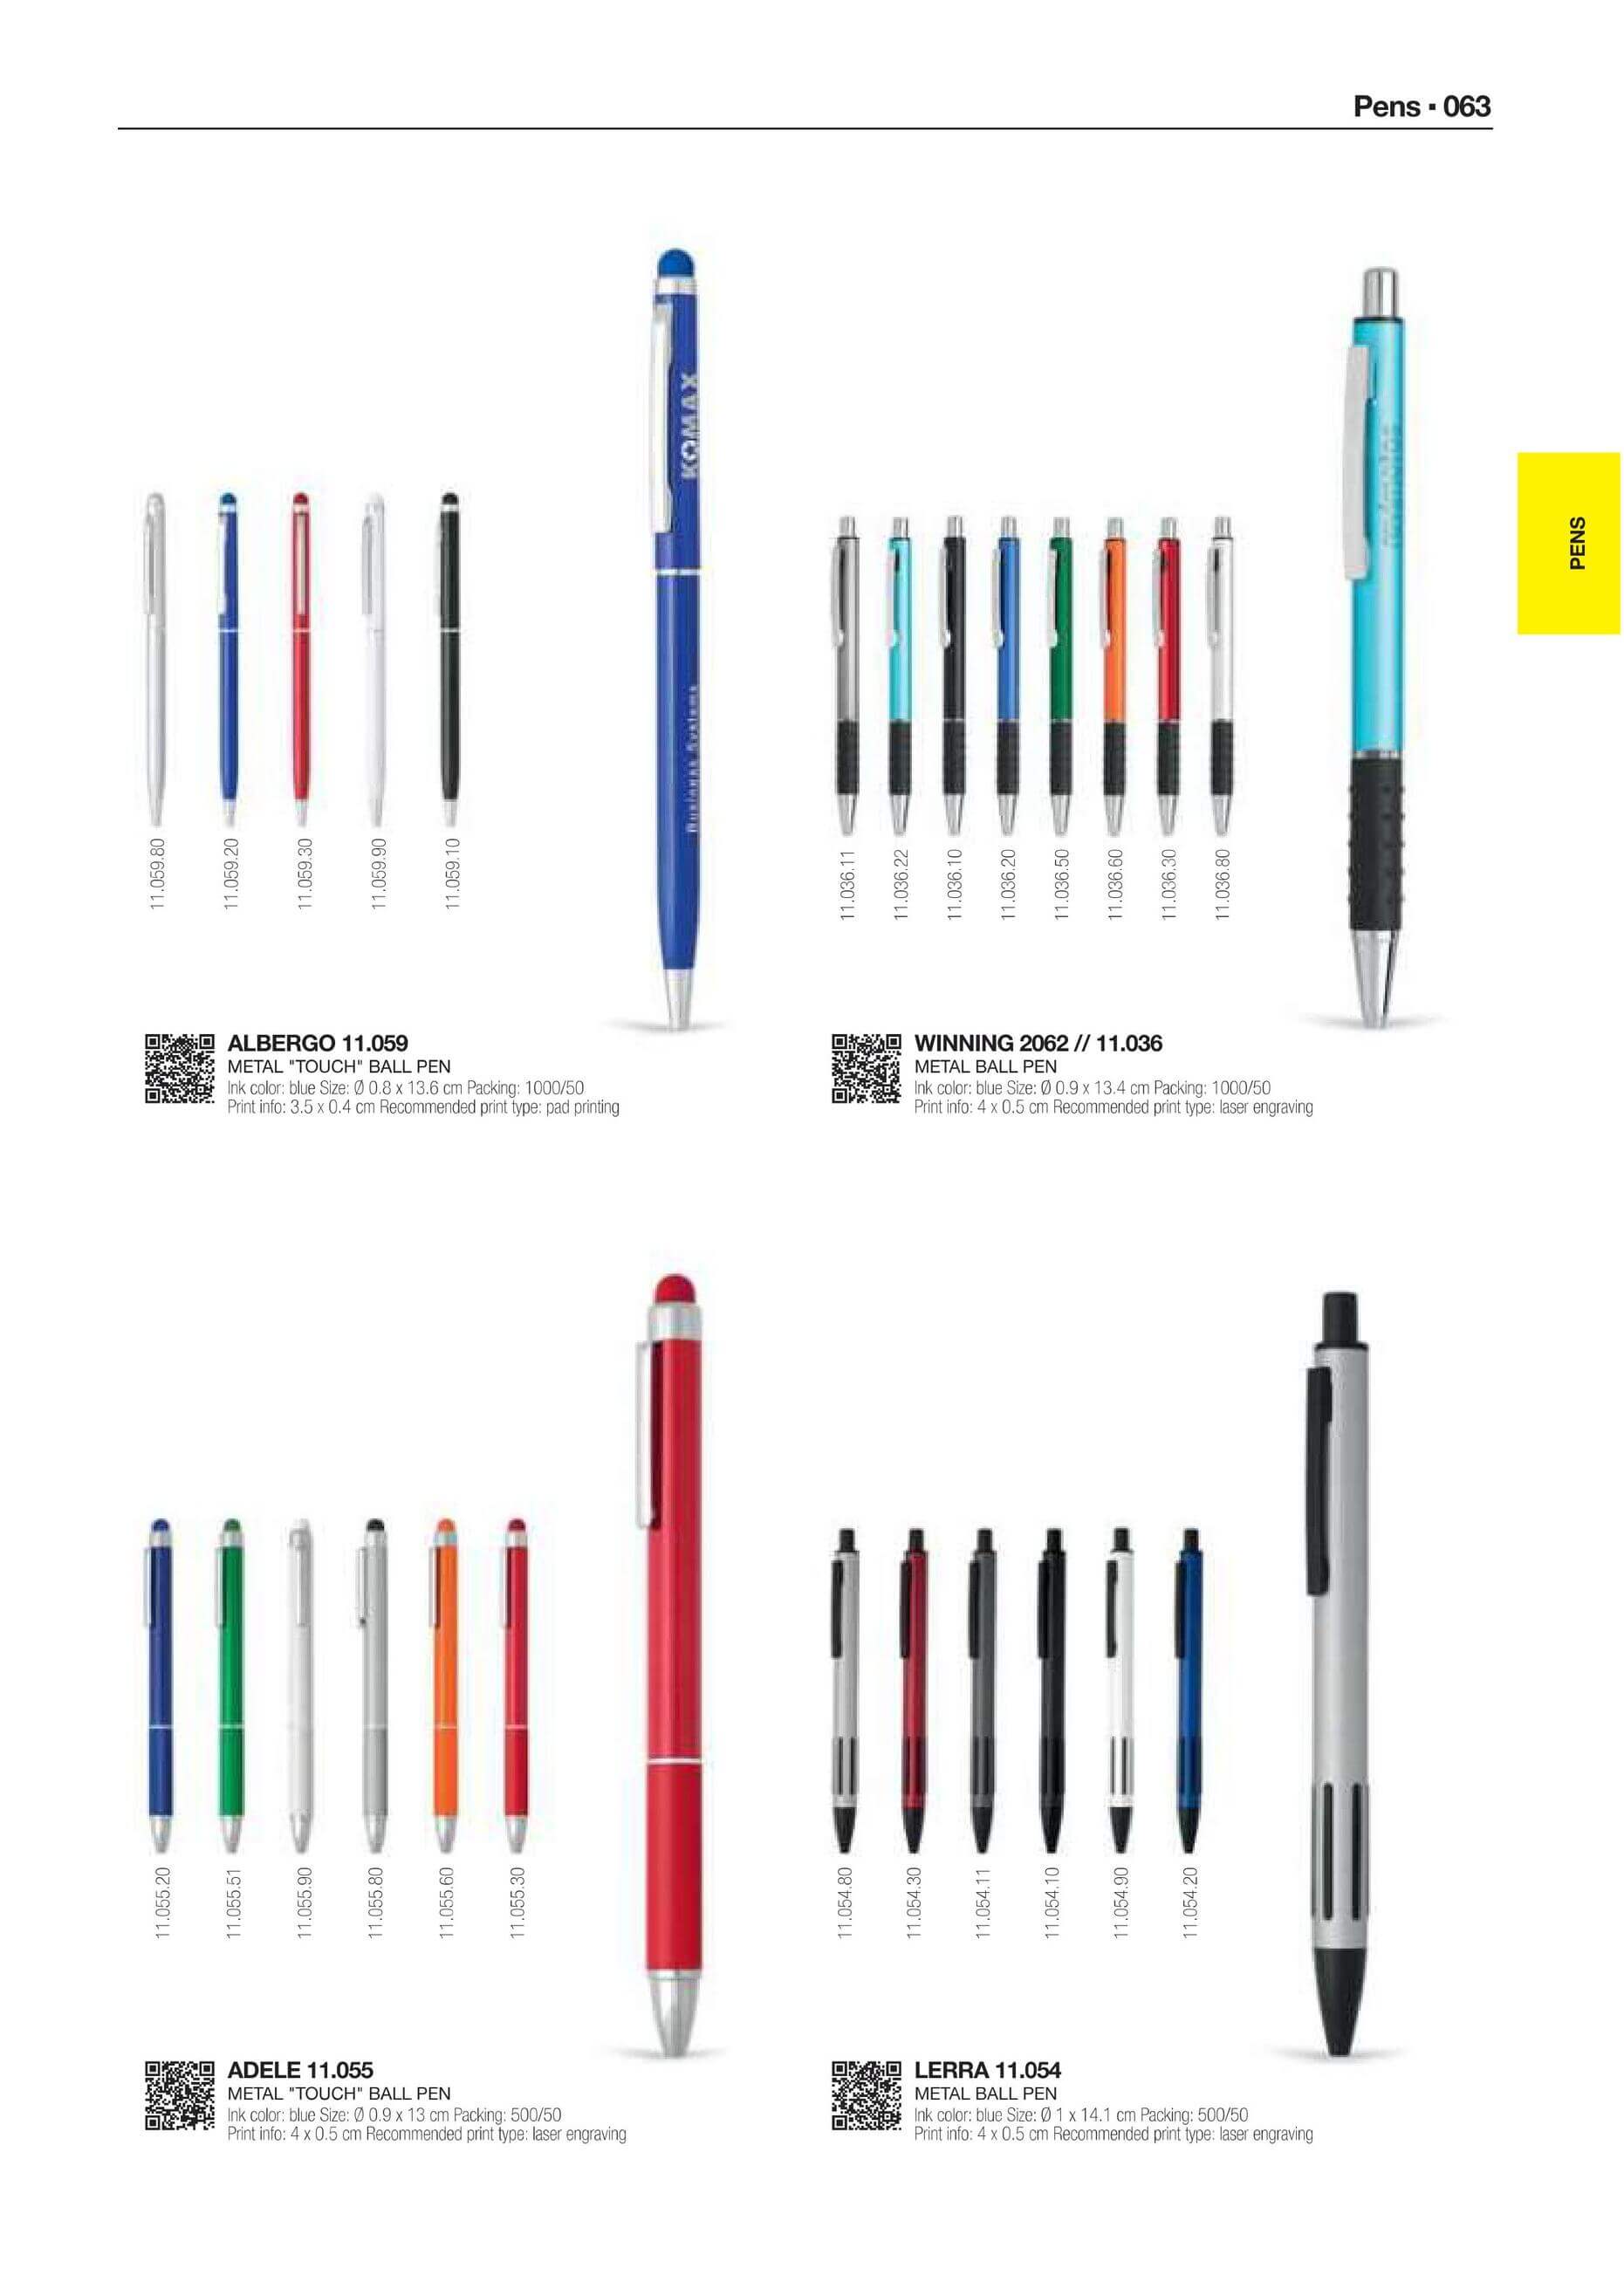 Pens ▪ 063
PENS
KOMAX
Business Systems
11.059.80
11.059.20
11.059.30
11.059.90
11.059.10
ALBERGO 11.059
METAL "TOUCH" BALL PEN
Ink color: blue Size: Ø 0.8 x 13.6 cm Packing: 1000/50
Print info: 3.5 x 0.4 cm Recommended print type: pad printing
11.036.11
11.036.22
11.036.10
11.036.20
11.036.50
11.036.60
11.036.30
11.036.80
WINNING 2062 // 11.036
METAL BALL PEN
Ink color: blue Size: Ø 0.9 x 13.4 cm Packing: 1000/50
Print info: 4 x 0.5 cm Recommended print type: laser engraving
11.055.20
11.055.51
11.055.90
11.055.80
11.055.60
11.055.30
ADELE 11.055
METAL "TOUCH" BALL PEN
Ink color: blue Size: Ø 0.9 x 13 cm Packing: 500/50
Print info: 4 x 0.5 cm Recommended print type: laser engraving
11.054.80
11.054.30
11.054.11
11.054.10
11.054.90
11.054.20
LERRA 11.054
METAL BALL PEN
Ink color: blue Size: Ø 1 x 14.1 cm Packing: 500/50
Print info: 4 x 0.5 cm Recommended print type: laser engraving